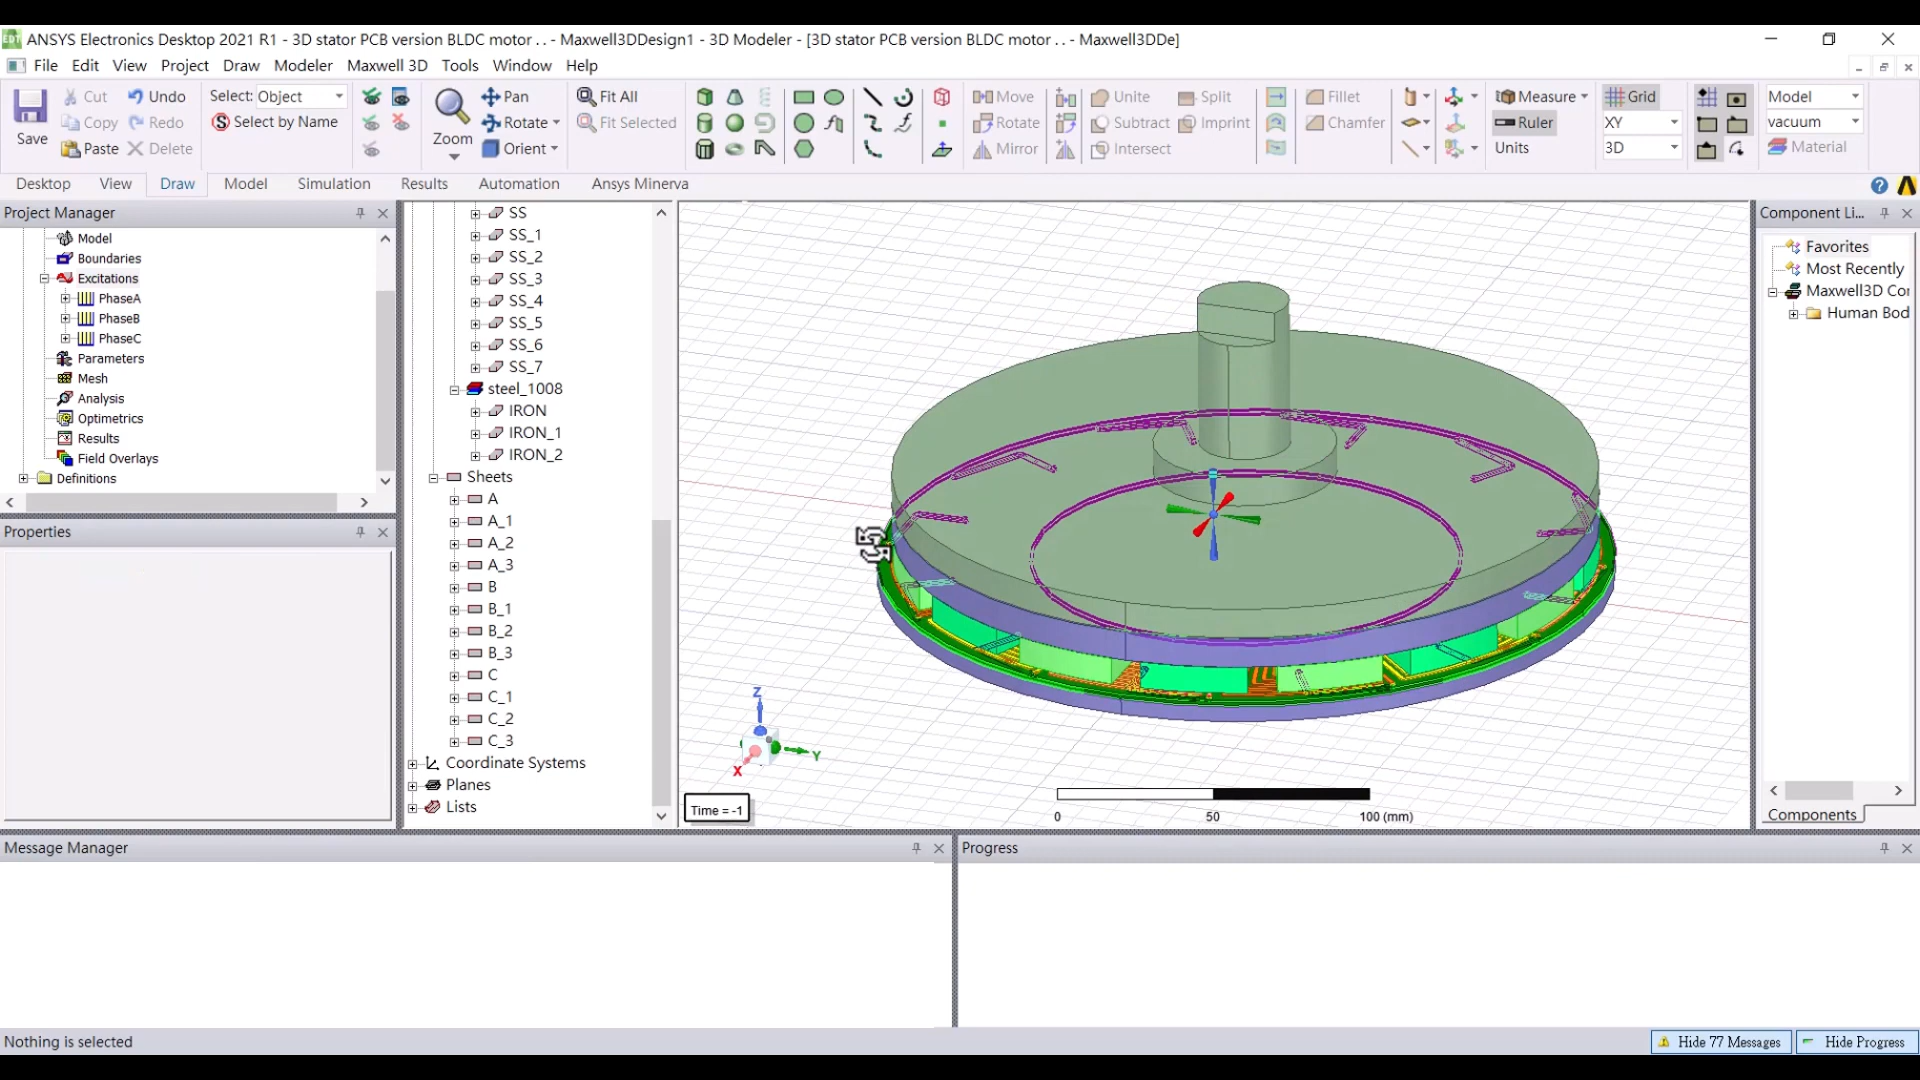 ANSYS Electronics Desktop 2021 R1 - 3D stator PCB version BLDC motor . . - Maxwell3DDesign1 - 3D Modeler - [3D stator PCB version BLDC motor . . - Maxwell3DDe]
File Edit View Project Draw Modeler Maxwell 3D Tools Window Help
Save
Cut Undo
Copy Redo
Paste Delete
Select: Object
Select by Name
Zoom
Pan
Rotate
Orient
Fit All
Fit Selected
Move
Rotate
Mirror
Unite Split
Subtract Imprint
Intersect
Fillet
Chamfer
Measure
Ruler
Units
Grid
XY
3D
Model
vacuum
Material
Desktop View Draw Model Simulation Results Automation Ansys Minerva
Project Manager
Model
Boundaries
Excitations
PhaseA
PhaseB
PhaseC
Parameters
Mesh
Analysis
Optimetrics
Results
Field Overlays
Definitions
Properties
SS
SS_1
SS_2
SS_3
SS_4
SS_5
SS_6
SS_7
steel_1008
IRON
IRON_1
IRON_2
Sheets
A
A_1
A_2
A_3
B
B_1
B_2
B_3
C
C_1
C_2
C_3
Coordinate Systems
Planes
Lists
Z
Y
X
Time = -1
0 50 100 (mm)
Component Li...
Favorites
Most Recently
Maxwell3D Co
Human Bod
Components
Message Manager
Progress
Nothing is selected
Hide 77 Messages
Hide Progress